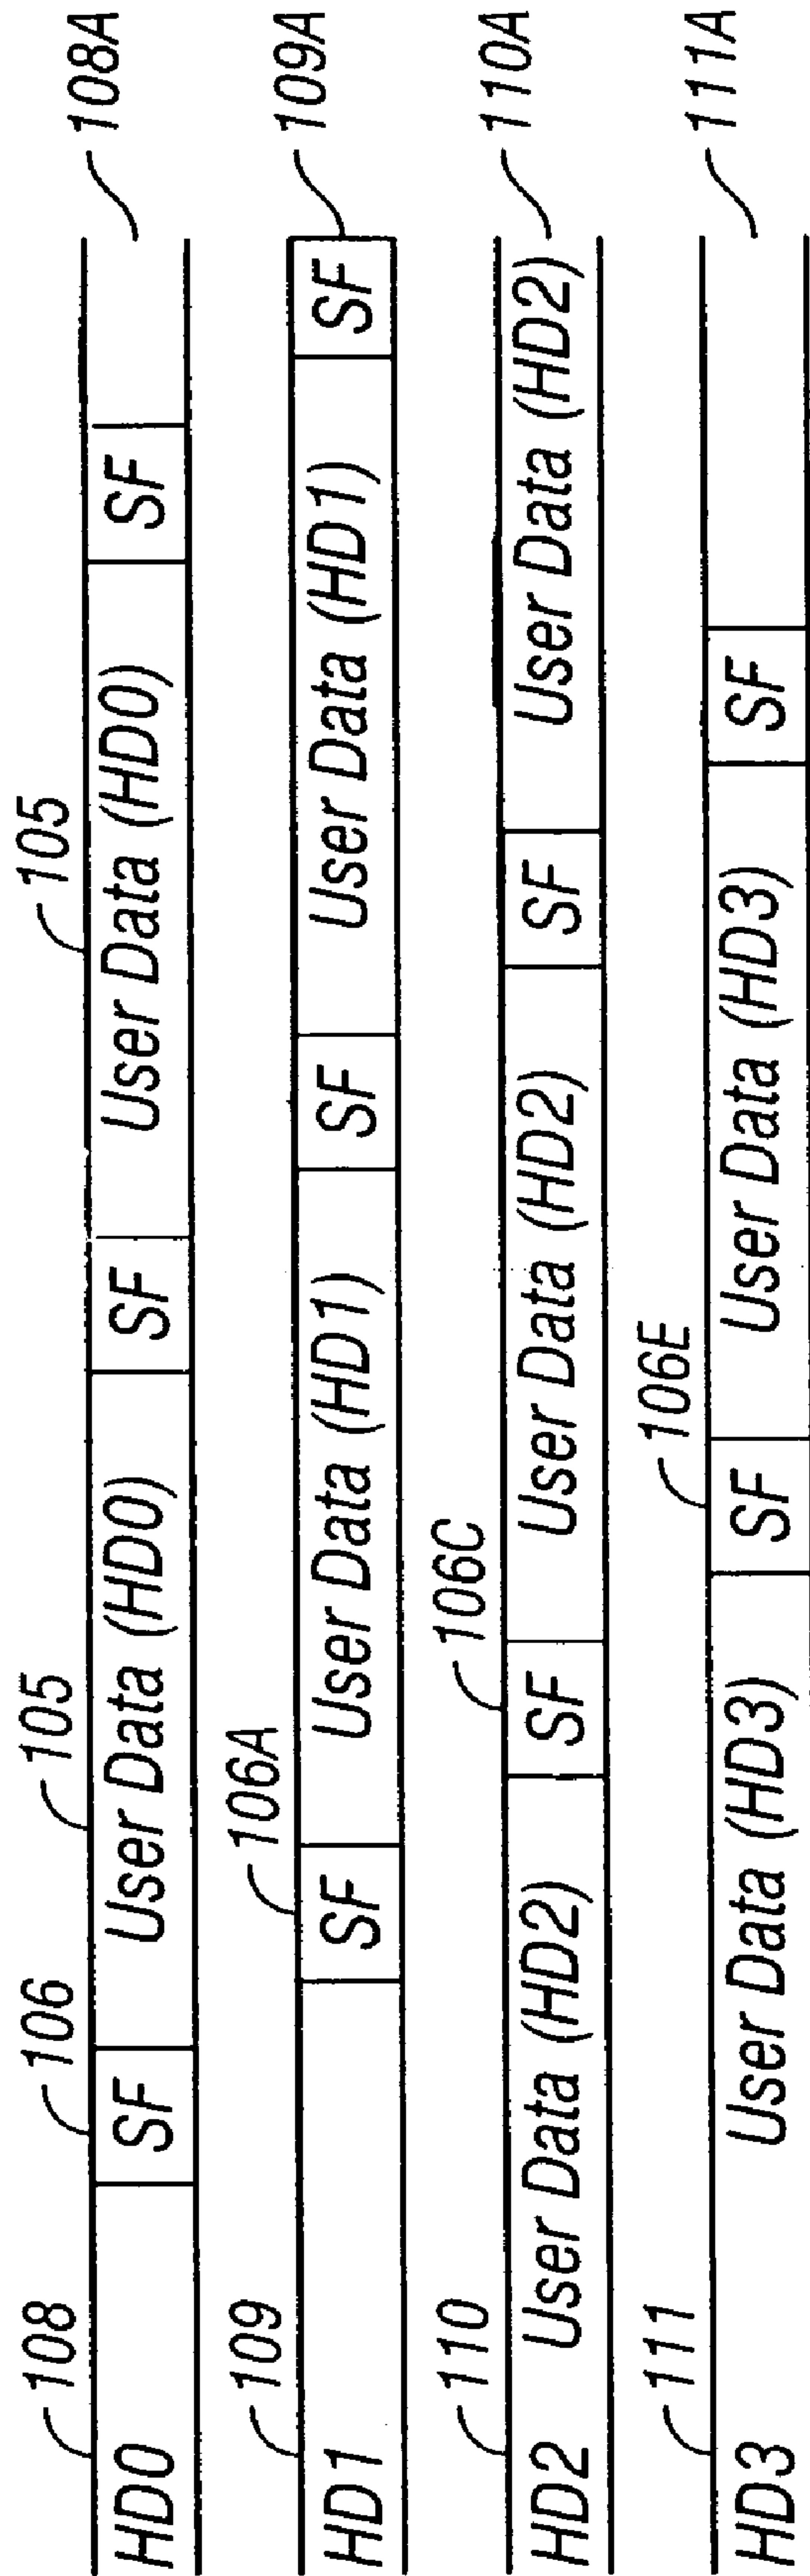 108 106 105 105
HD0 SF User Data (HD0) SF User Data (HD0) SF 108A
109 106A
HD1 SF User Data (HD1) SF User Data (HD1) SF 109A
110 106C
HD2 User Data (HD2) SF User Data (HD2) SF User Data (HD2) 110A
111 106E
HD3 User Data (HD3) SF User Data (HD3) SF 111A